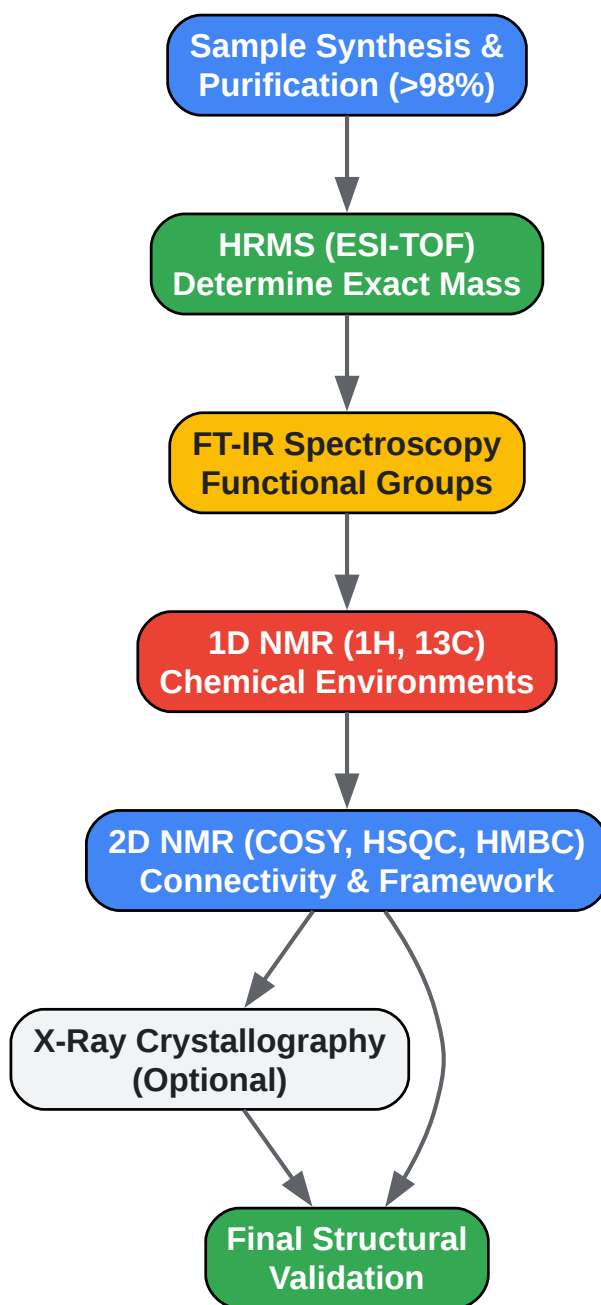 Sample Synthesis &
Purification (>98%)
HRMS (ESI-TOF)
Determine Exact Mass
FT-IR Spectroscopy
Functional Groups
1D NMR (1H, 13C)
Chemical Environments
2D NMR (COSY, HSQC, HMBC)
Connectivity & Framework
X-Ray Crystallography
(Optional)
Final Structural
Validation